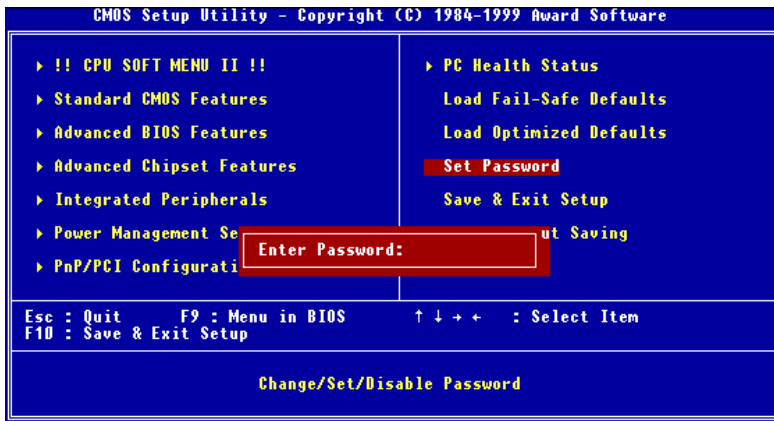 CMOS Setup Utility - Copyright (C) 1984-1999 Award Software
▸ !! CPU SOFT MENU II !!
▸ Standard CMOS Features
▸ Advanced BIOS Features
▸ Advanced Chipset Features
▸ Integrated Peripherals
▸ Power Management Se
▸ PnP/PCI Configurati
▸ PC Health Status
Load Fail-Safe Defaults
Load Optimized Defaults
Set Password
Save & Exit Setup
ut Saving
Enter Password:
Esc : Quit F9 : Menu in BIOS ↑ ↓ → ← : Select Item
F10 : Save & Exit Setup
Change/Set/Disable Password